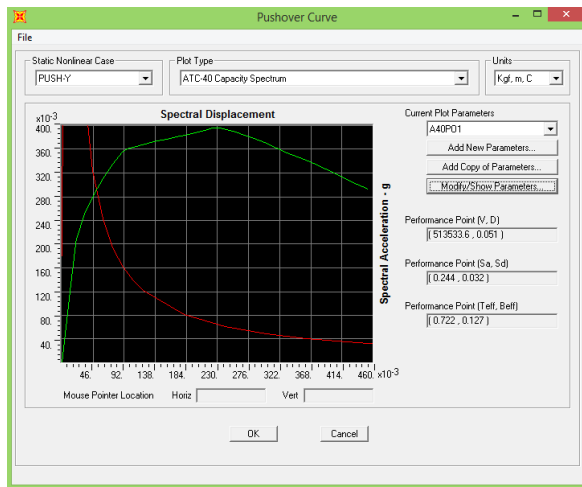 Pushover Curve
File
Static Nonlinear Case
PUSH-Y
Plot Type
ATC-40 Capacity Spectrum
Units
Kgf, m, C
Spectral Displacement
x10-3
400.
360.
320.
280.
240.
200.
160.
120.
80.
40.
46. 92. 138. 184. 230. 276. 322. 368. 414. 460. x10-3
Spectral Acceleration - g
Mouse Pointer Location Horiz Vert
Current Plot Parameters
A40PO1
Add New Parameters...
Add Copy of Parameters...
Modify/Show Parameters...
Performance Point (V, D)
( 513533.6 , 0.051 )
Performance Point (Sa, Sd)
( 0.244 , 0.032 )
Performance Point (Teff, Beff)
( 0.722 , 0.127 )
OK
Cancel